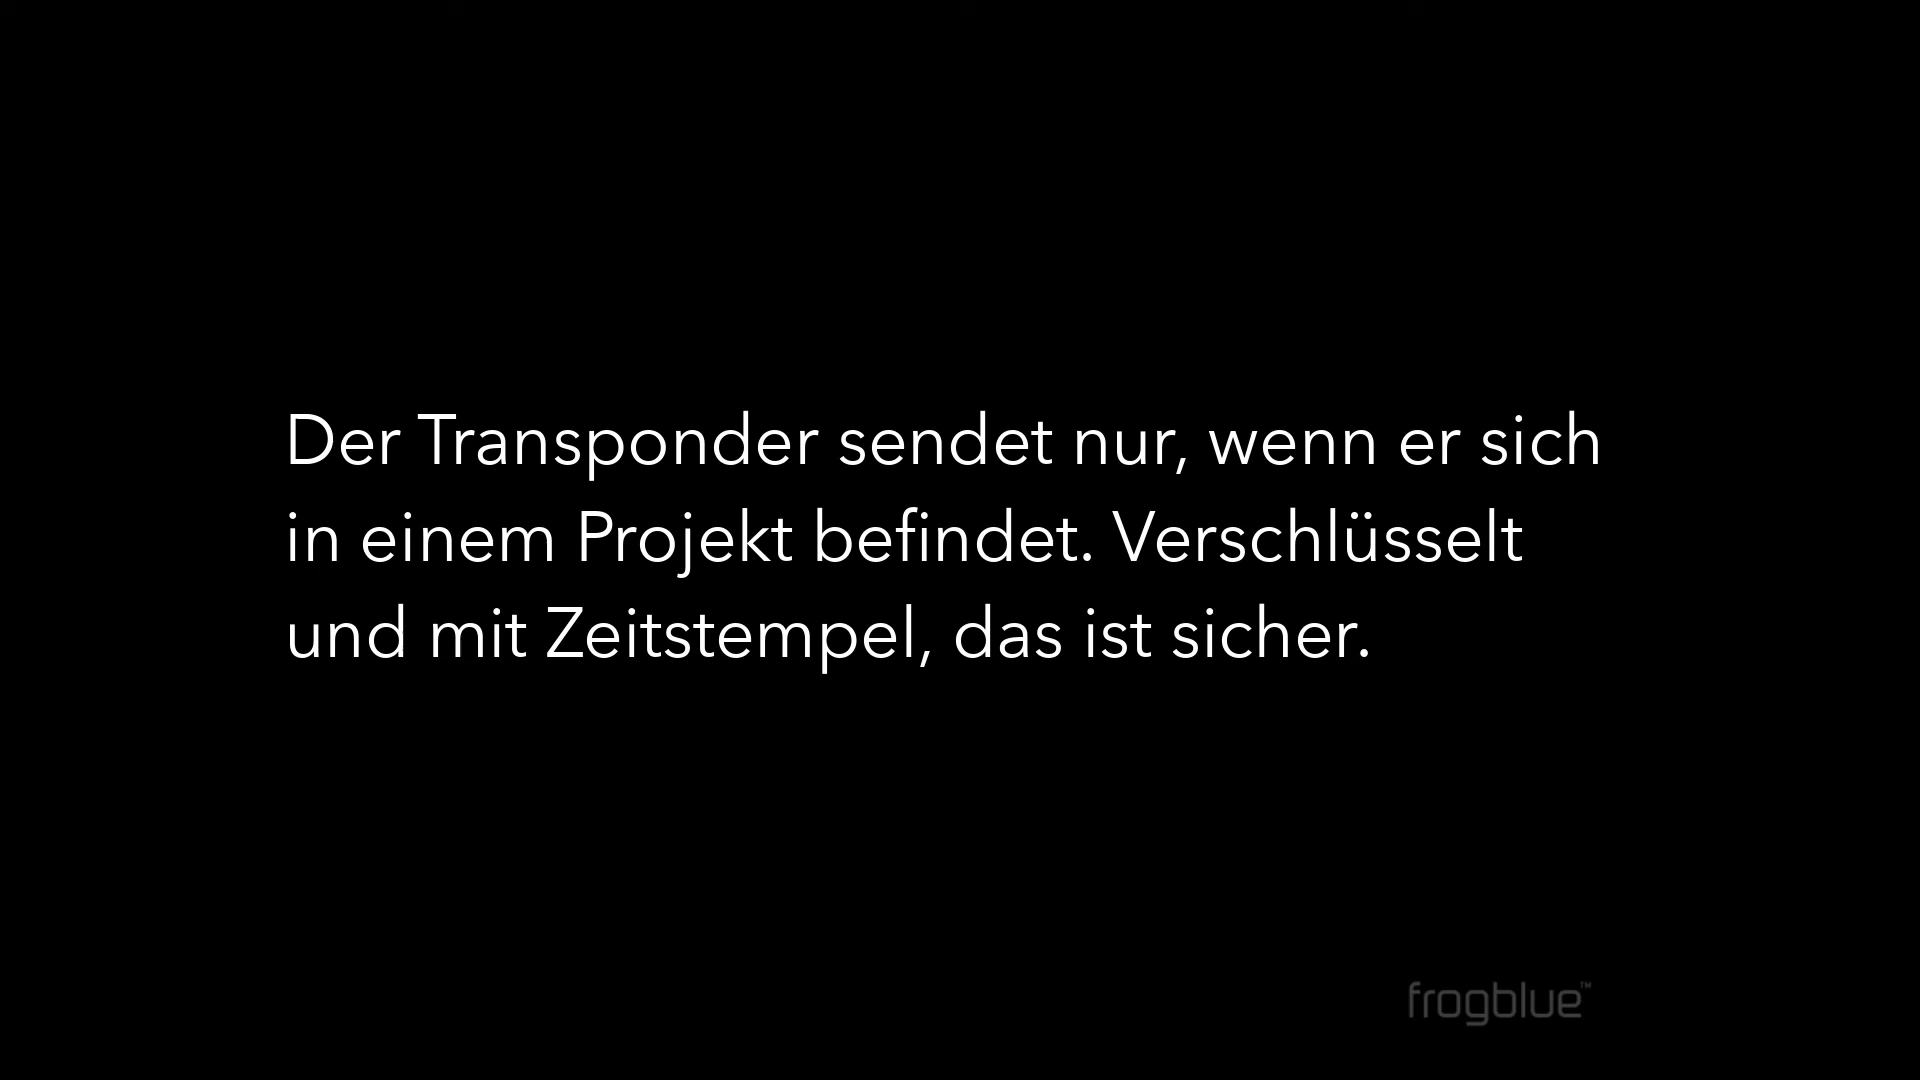 Der Transponder sendet nur, wenn er sich
in einem Projekt befindet. Verschlüsselt
und mit Zeitstempel, das ist sicher.
frogblue™